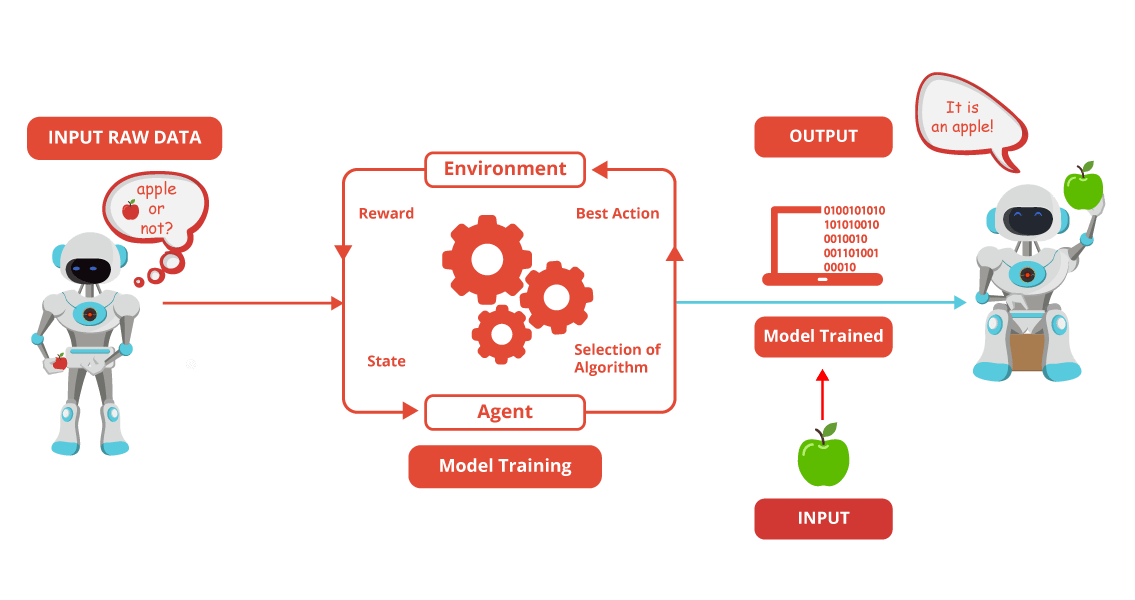 INPUT RAW DATA
apple
or
not?
Environment
Reward
Best Action
State
Selection of
Algorithm
Agent
Model Training
OUTPUT
0100101010
101010010
0010010
001101001
00010
Model Trained
INPUT
It is
an apple!